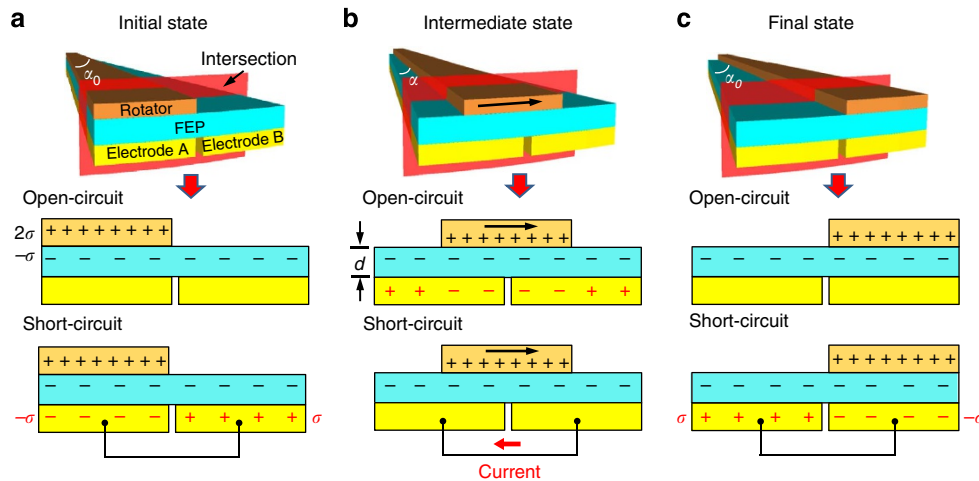 a
Initial state
α₀
Intersection
Rotator
FEP
Electrode A
Electrode B
Open-circuit
2σ
+ + + + + + + +
−σ
− − − − − − − −
Short-circuit
+ + + + + + + +
− − − − − − − −
−σ
− − − −
+ + + +
σ
b
Intermediate state
α
Open-circuit
+ + + + + + + +
d
− − − − − − − −
+ + − −
− − + +
Short-circuit
+ + + + + + + +
− − − − − − − −
Current
c
Final state
α₀
Open-circuit
+ + + + + + + +
− − − − − − − −
Short-circuit
+ + + + + + + +
− − − − − − − −
σ
+ + + +
− − − −
−σ